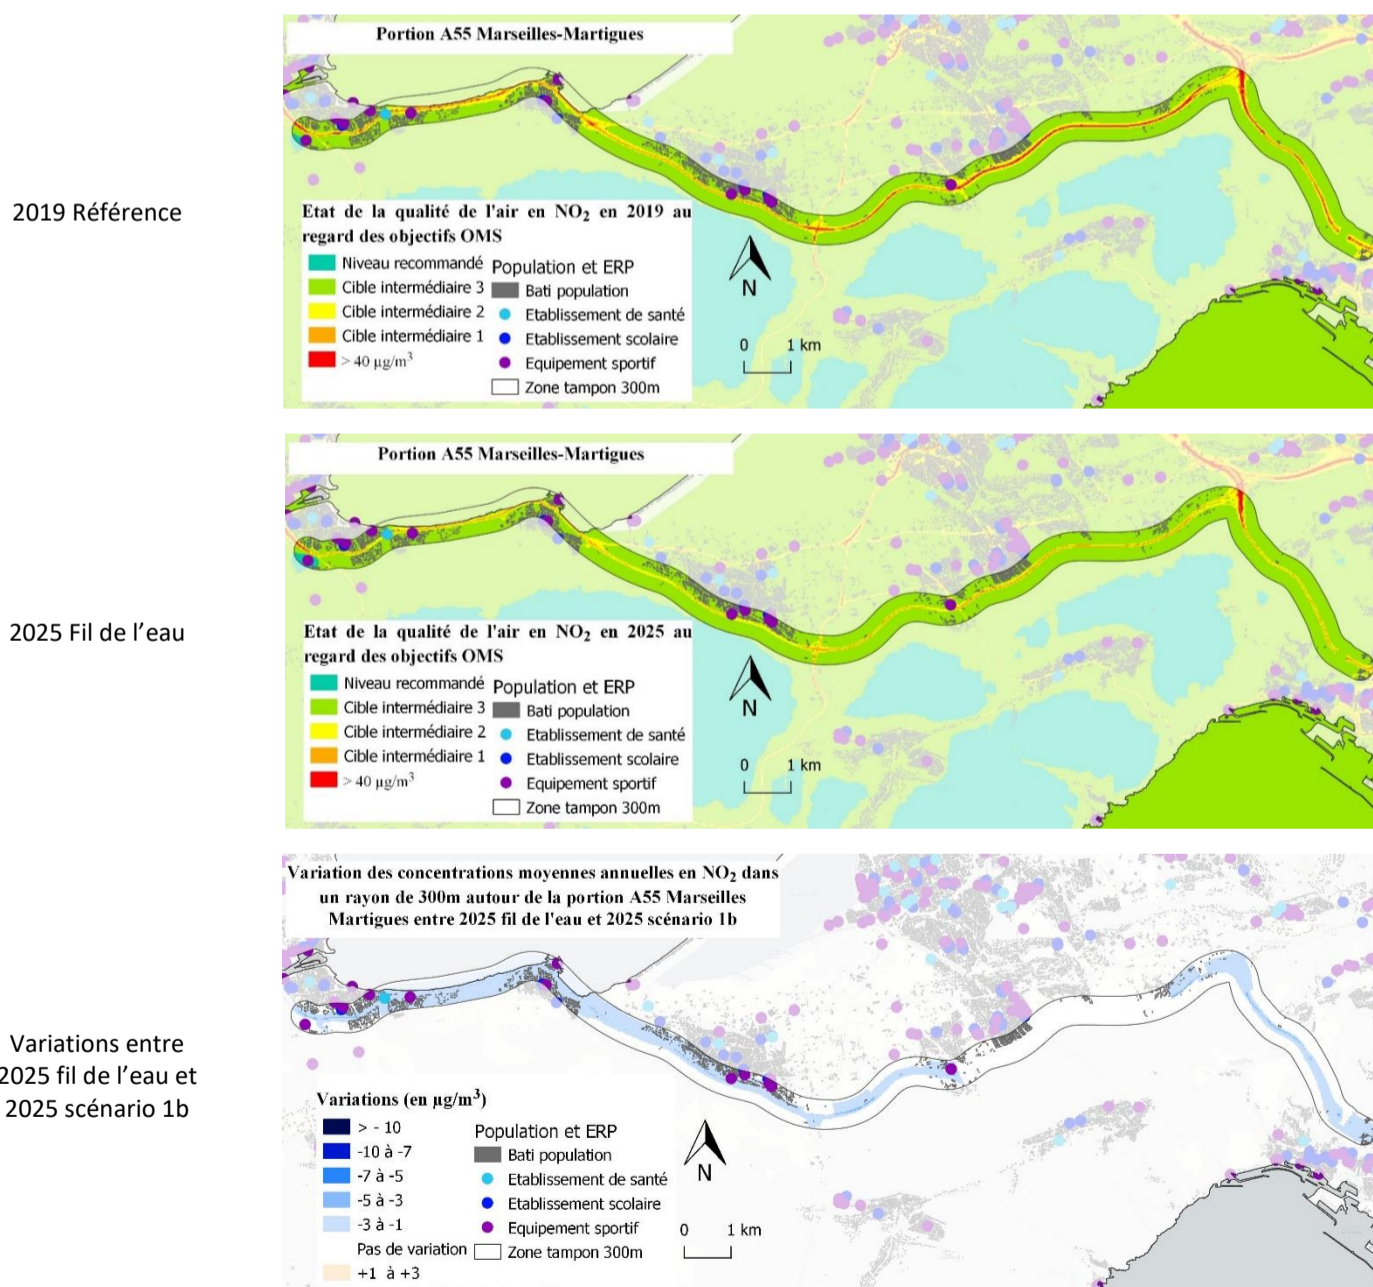 Portion A55 Marseilles-Martigues
2019 Référence
Etat de la qualité de l'air en NO₂ en 2019 au
regard des objectifs OMS
Niveau recommandé
Cible intermédiaire 3
Cible intermédiaire 2
Cible intermédiaire 1
> 40 µg/m³
Population et ERP
Bati population
Etablissement de santé
Etablissement scolaire
Equipement sportif
Zone tampon 300m
N
0 1 km
Portion A55 Marseilles-Martigues
2025 Fil de l’eau
Etat de la qualité de l'air en NO₂ en 2025 au
regard des objectifs OMS
Niveau recommandé
Cible intermédiaire 3
Cible intermédiaire 2
Cible intermédiaire 1
> 40 µg/m³
Population et ERP
Bati population
Etablissement de santé
Etablissement scolaire
Equipement sportif
Zone tampon 300m
N
0 1 km
Variation des concentrations moyennes annuelles en NO₂ dans
un rayon de 300m autour de la portion A55 Marseilles
Martigues entre 2025 fil de l'eau et 2025 scénario 1b
Variations entre
2025 fil de l’eau et
2025 scénario 1b
Variations (en µg/m³)
> - 10
-10 à -7
-7 à -5
-5 à -3
-3 à -1
Pas de variation
+1 à +3
Population et ERP
Bati population
Etablissement de santé
Etablissement scolaire
Equipement sportif
Zone tampon 300m
N
0 1 km